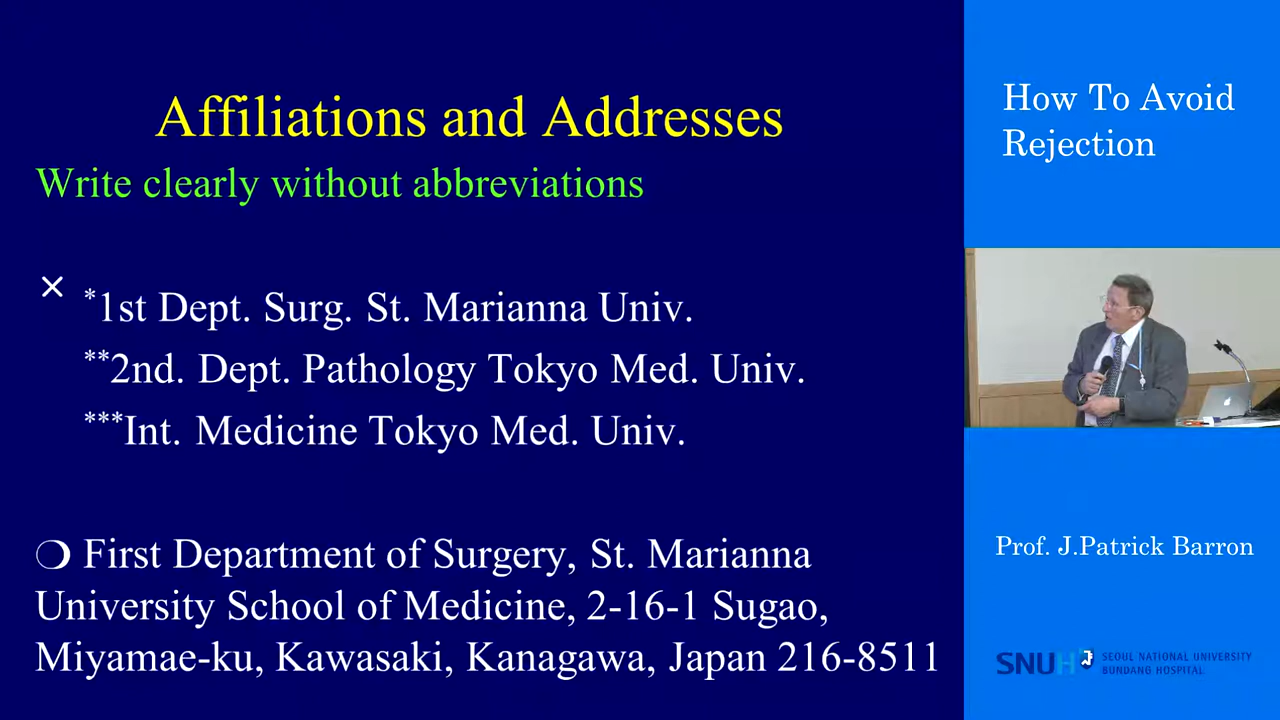 Affiliations and Addresses
Write clearly without abbreviations
× *1st Dept. Surg. St. Marianna Univ.
**2nd. Dept. Pathology Tokyo Med. Univ.
***Int. Medicine Tokyo Med. Univ.
❍ First Department of Surgery, St. Marianna
University School of Medicine, 2-16-1 Sugao,
Miyamae-ku, Kawasaki, Kanagawa, Japan 216-8511
How To Avoid
Rejection
Prof. J.Patrick Barron
SNUH
SEOUL NATIONAL UNIVERSITY
BUNDANG HOSPITAL